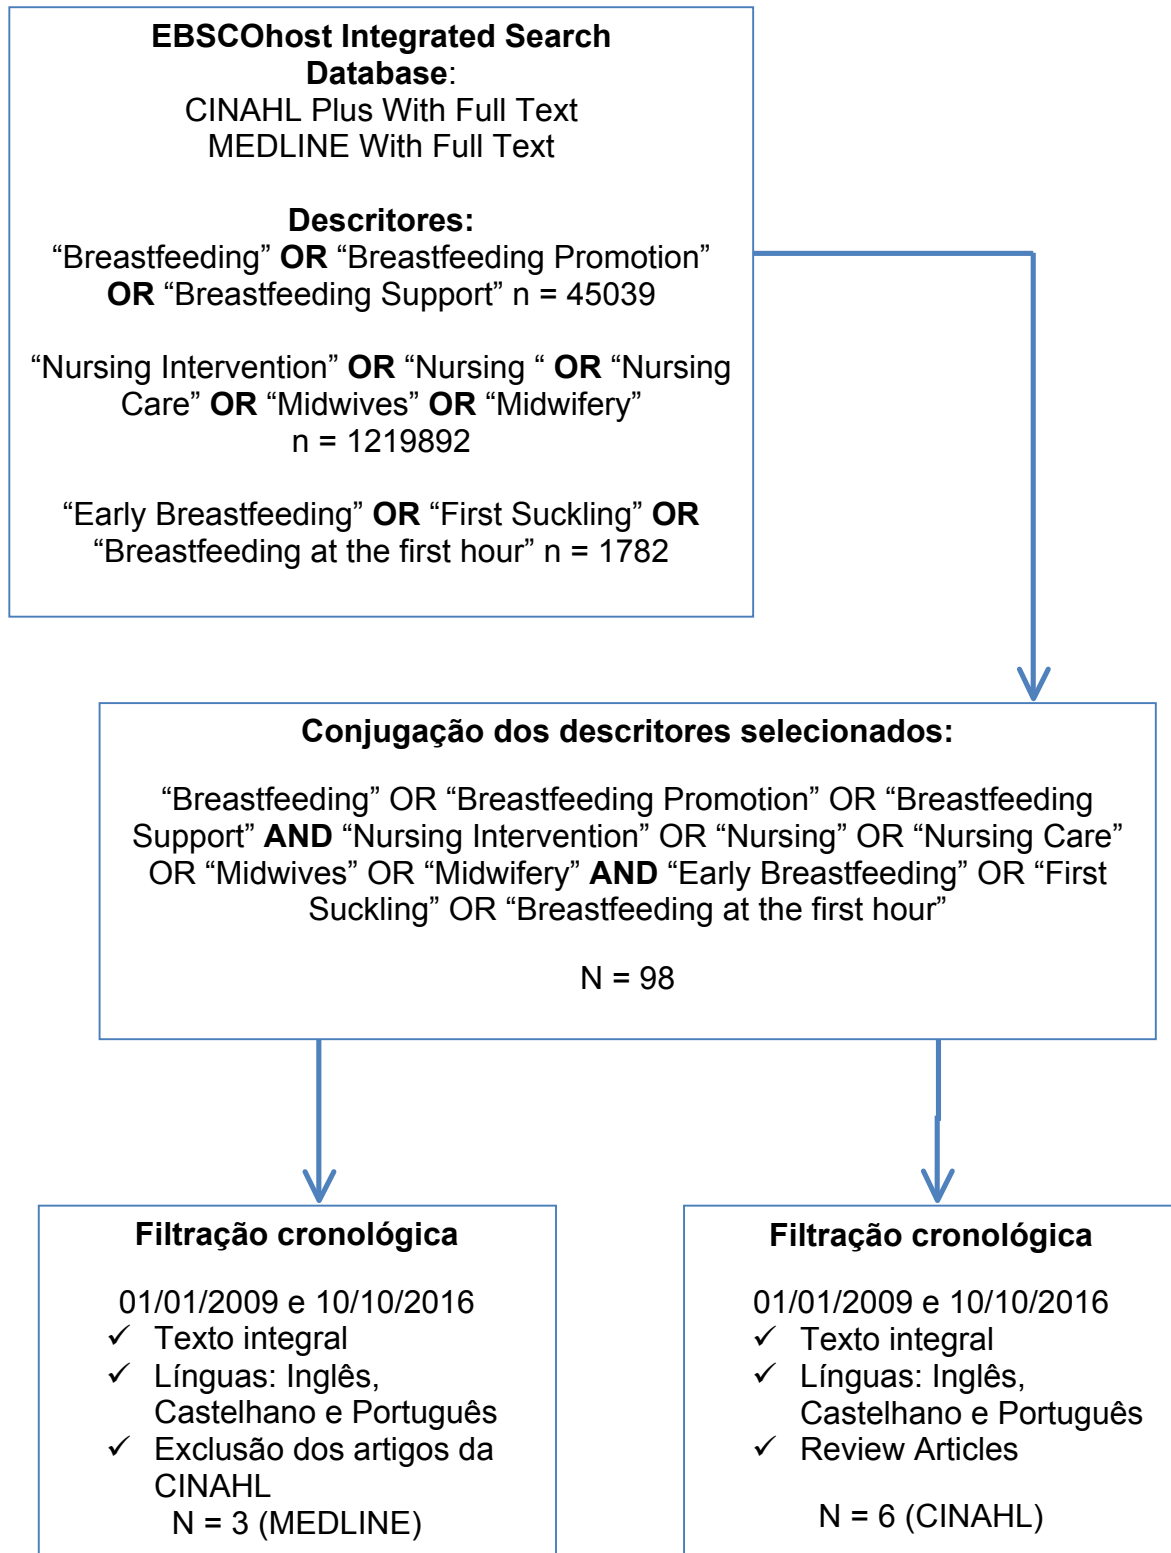 EBSCOhost Integrated Search
Database:
CINAHL Plus With Full Text
MEDLINE With Full Text
Descritores:
“Breastfeeding” OR “Breastfeeding Promotion”
OR “Breastfeeding Support” n = 45039
“Nursing Intervention” OR “Nursing “ OR “Nursing
Care” OR “Midwives” OR “Midwifery”
n = 1219892
“Early Breastfeeding” OR “First Suckling” OR
“Breastfeeding at the first hour” n = 1782
Conjugação dos descritores selecionados:
“Breastfeeding” OR “Breastfeeding Promotion” OR “Breastfeeding
Support” AND “Nursing Intervention” OR “Nursing” OR “Nursing Care”
OR “Midwives” OR “Midwifery” AND “Early Breastfeeding” OR “First
Suckling” OR “Breastfeeding at the first hour”
N = 98
Filtração cronológica
01/01/2009 e 10/10/2016
✓ Texto integral
✓ Línguas: Inglês,
Castelhano e Português
✓ Exclusão dos artigos da
CINAHL
N = 3 (MEDLINE)
Filtração cronológica
01/01/2009 e 10/10/2016
✓ Texto integral
✓ Línguas: Inglês,
Castelhano e Português
✓ Review Articles
N = 6 (CINAHL)